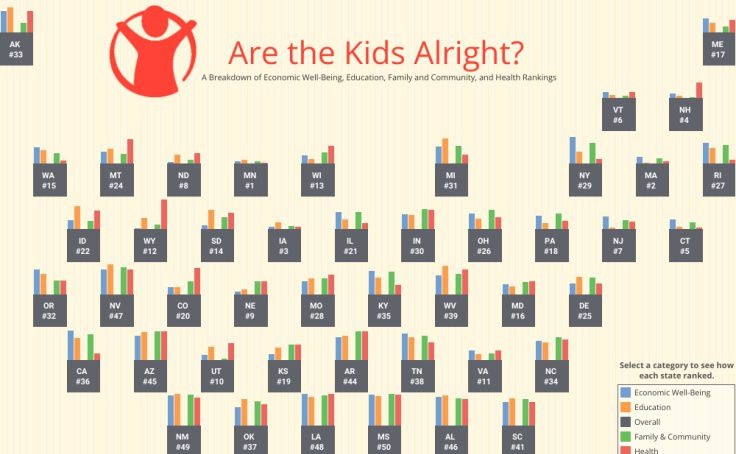 Are the Kids Alright?
A Breakdown of Economic Well-Being, Education, Family and Community, and Health Rankings
AK
#33
ME
#17
VT
#6
NH
#4
WA
#15
MT
#24
ND
#8
MN
#1
WI
#13
MI
#31
NY
#29
MA
#2
RI
#27
ID
#22
WY
#12
SD
#14
IA
#3
IL
#21
IN
#30
OH
#26
PA
#18
NJ
#7
CT
#5
OR
#32
NV
#47
CO
#20
NE
#9
MO
#28
KY
#35
WV
#39
MD
#16
DE
#25
CA
#36
AZ
#45
UT
#10
KS
#19
AR
#44
TN
#38
VA
#11
NC
#34
NM
#49
OK
#37
LA
#48
MS
#50
AL
#46
SC
#41
Select a category to see how
each state ranked.
Economic Well-Being
Education
Overall
Family & Community
Health